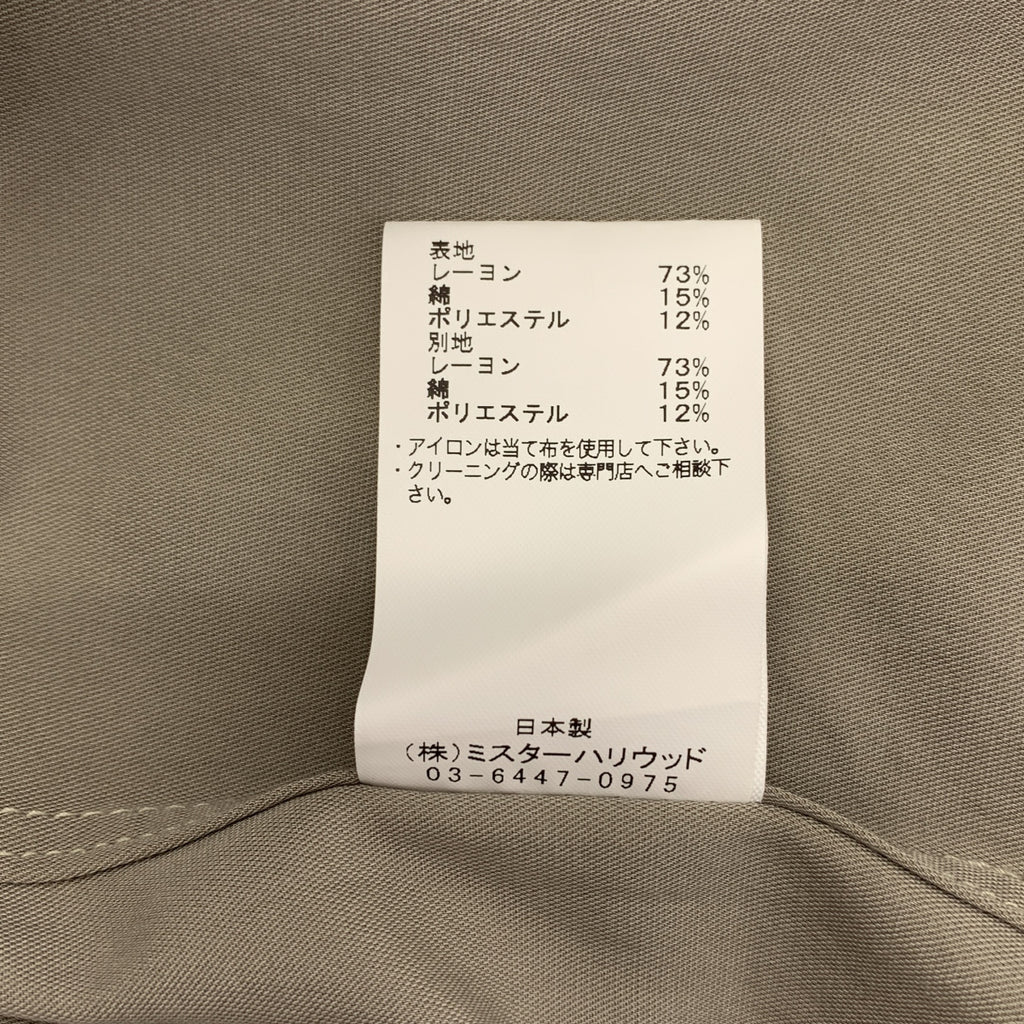 表地
レーヨン 73%
綿 15%
ポリエステル 12%
別地
レーヨン 73%
綿 15%
ポリエステル 12%
・アイロンは当て布を使用して下さい。
・クリーニングの際は専門店へご相談下
さい。
日本製
(株)ミスターハリウッド
03-6447-0975